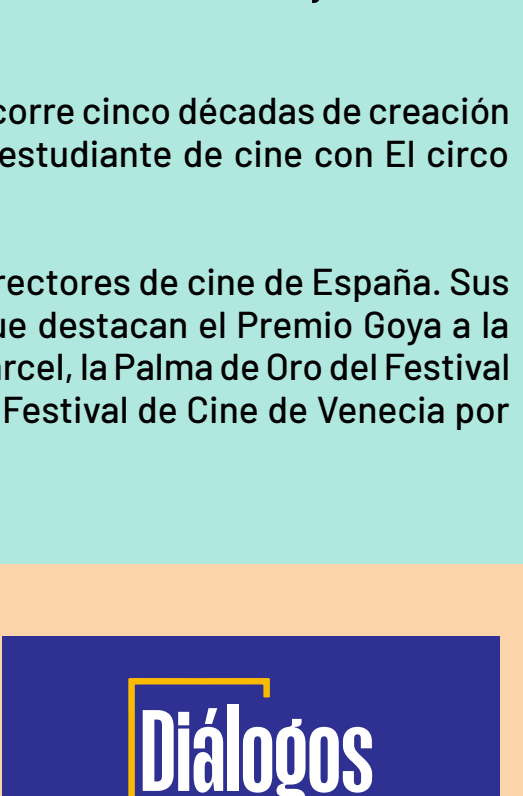 corre cinco décadas de creación
estudiante de cine con El circo
rectores de cine de España. Sus
ue destacan el Premio Goya a la
rcel, la Palma de Oro del Festival
Festival de Cine de Venecia por
Diálogos